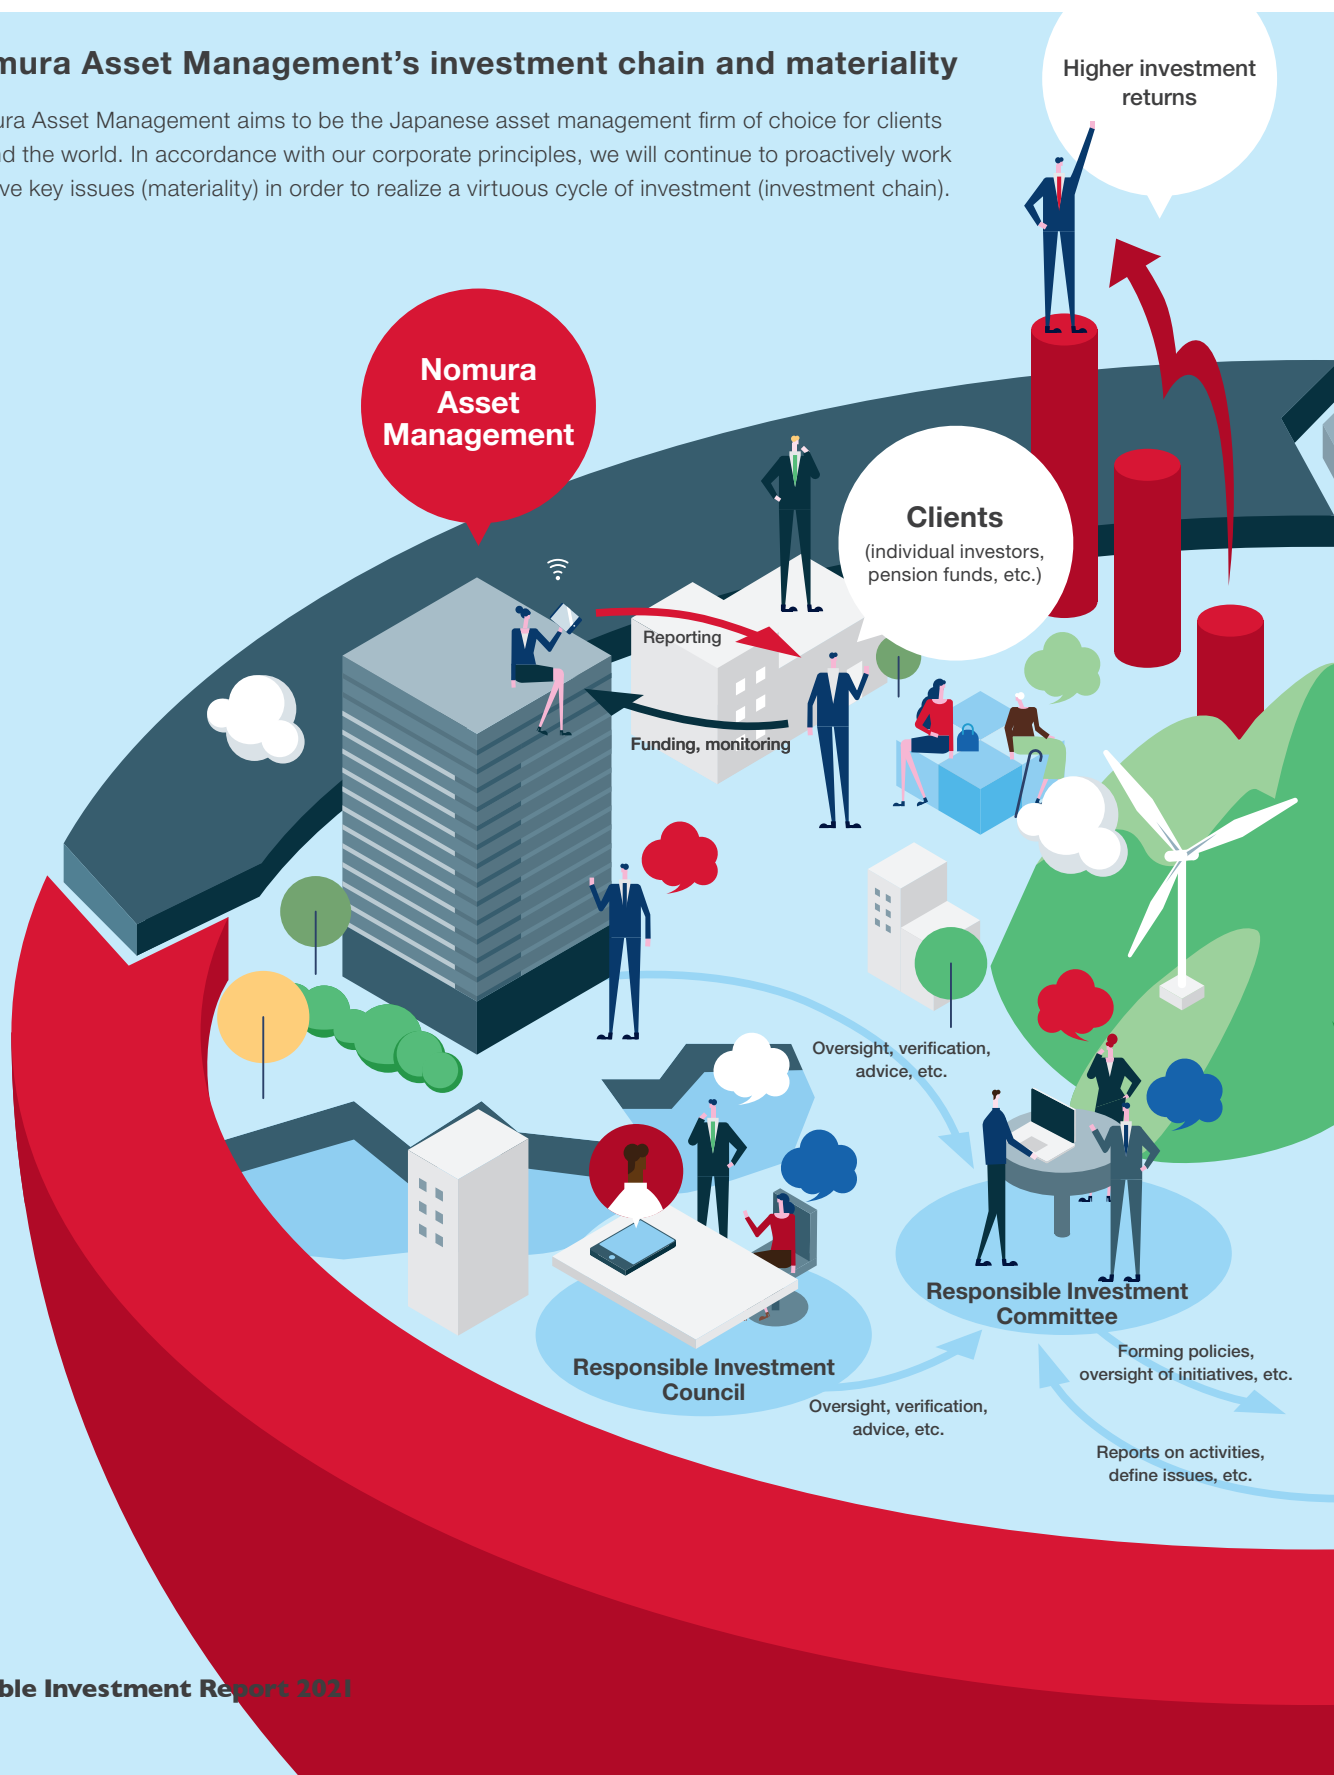 mura Asset Management’s investment chain and materiality
ura Asset Management aims to be the Japanese asset management firm of choice for clients
nd the world. In accordance with our corporate principles, we will continue to proactively work
ve key issues (materiality) in order to realize a virtuous cycle of investment (investment chain).
Higher investment
returns
Nomura
Asset
Management
Clients
(individual investors,
pension funds, etc.)
Reporting
Funding, monitoring
Oversight, verification,
advice, etc.
Responsible Investment
Committee
Responsible Investment
Council
Forming policies,
oversight of initiatives, etc.
Oversight, verification,
advice, etc.
Reports on activities,
define issues, etc.
ble Investment Report 2021